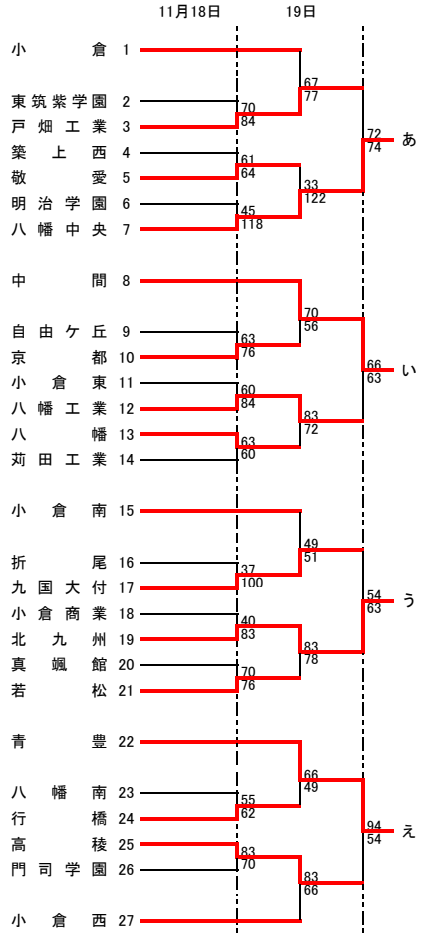 11月18日 19日
小倉 1
67
77
東筑紫学園 2
70
84
戸畑工業 3
72
74
あ
築上西 4
61
64
敬愛 5
33
122
明治学園 6
45
118
八幡中央 7
中間 8
70
56
自由ケ丘 9
63
76
京都 10
66
63
い
小倉東 11
60
84
八幡工業 12
83
72
八幡 13
63
60
苅田工業 14
小倉南 15
49
51
折尾 16
37
100
九国大付 17
54
63
う
小倉商業 18
40
83
北九州 19
83
78
真颯館 20
70
76
若松 21
青豊 22
66
49
八幡南 23
55
62
行橋 24
94
54
え
高稜 25
83
70
門司学園 26
83
66
小倉西 27